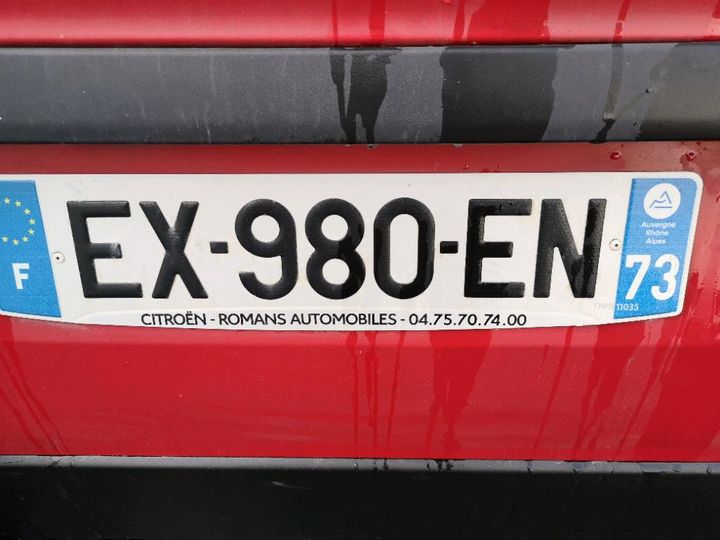 F
EX-980-EN
Auvergne
Rhône
Alpes
73
CITROËN - ROMANS AUTOMOBILES - 04.75.70.74.00